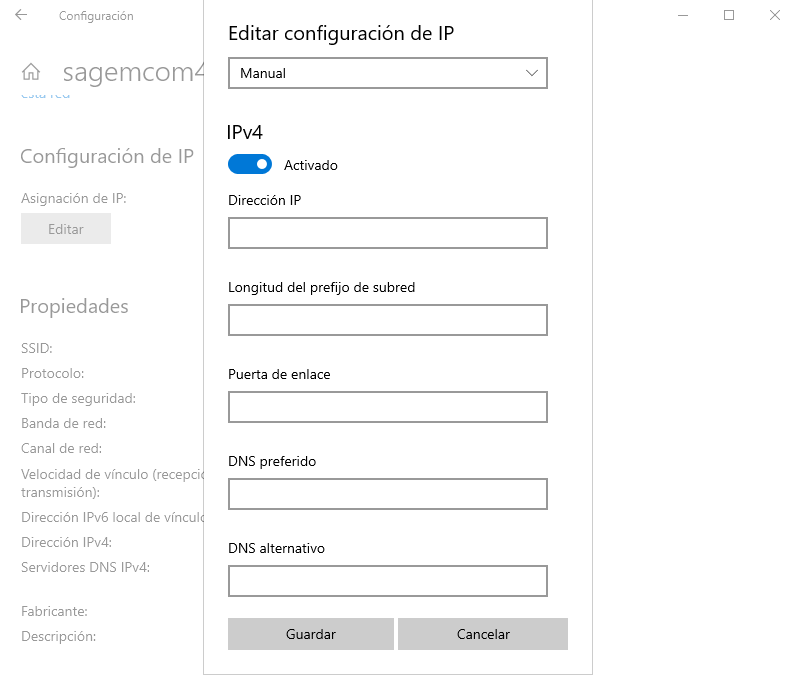 Configuración
sagemcom4
esta red
Configuración de IP
Asignación de IP:
Editar
Propiedades
SSID:
Protocolo:
Tipo de seguridad:
Banda de red:
Canal de red:
Velocidad de vínculo (recepció
transmisión):
Dirección IPv6 local de vínculo
Dirección IPv4:
Servidores DNS IPv4:
Fabricante:
Descripción:
Editar configuración de IP
Manual
IPv4
Activado
Dirección IP
Longitud del prefijo de subred
Puerta de enlace
DNS preferido
DNS alternativo
Guardar
Cancelar